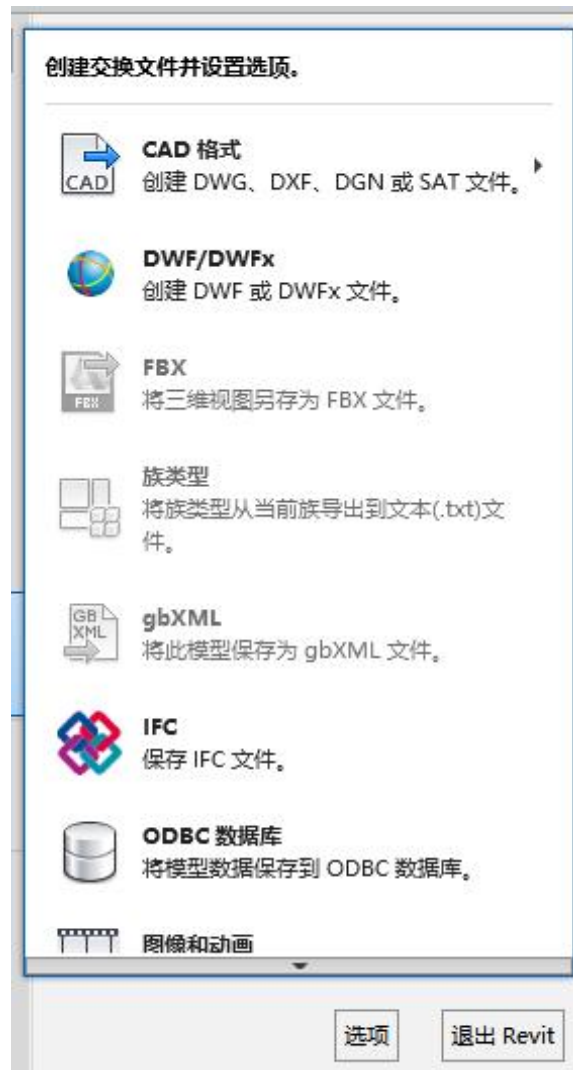 创建交换文件并设置选项。
CAD 格式
CAD
创建 DWG、DXF、DGN 或 SAT 文件。
DWF/DWFx
创建 DWF 或 DWFx 文件。
FBX
FBX
将三维视图另存为 FBX 文件。
族类型
将族类型从当前族导出到文本(.txt)文
件。
GB
XML
gbXML
将此模型保存为 gbXML 文件。
IFC
保存 IFC 文件。
ODBC 数据库
将模型数据保存到 ODBC 数据库。
图像和动画
选项
退出 Revit